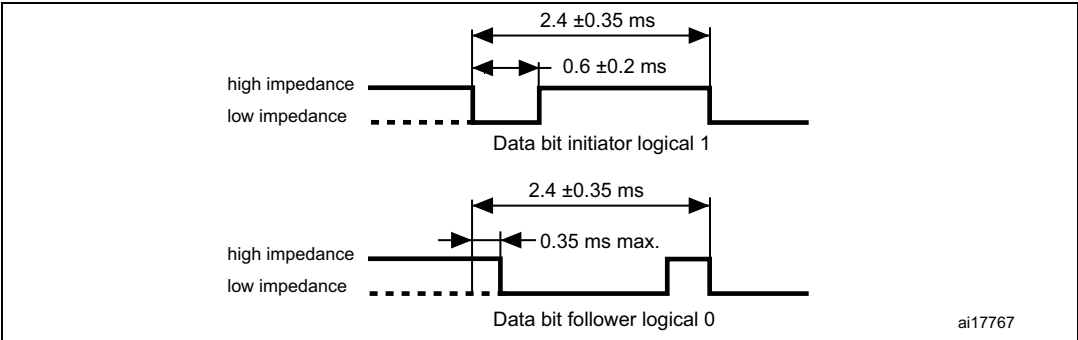 2.4 ±0.35 ms
0.6 ±0.2 ms
high impedance
low impedance
Data bit initiator logical 1
2.4 ±0.35 ms
0.35 ms max.
high impedance
low impedance
Data bit follower logical 0
ai17767